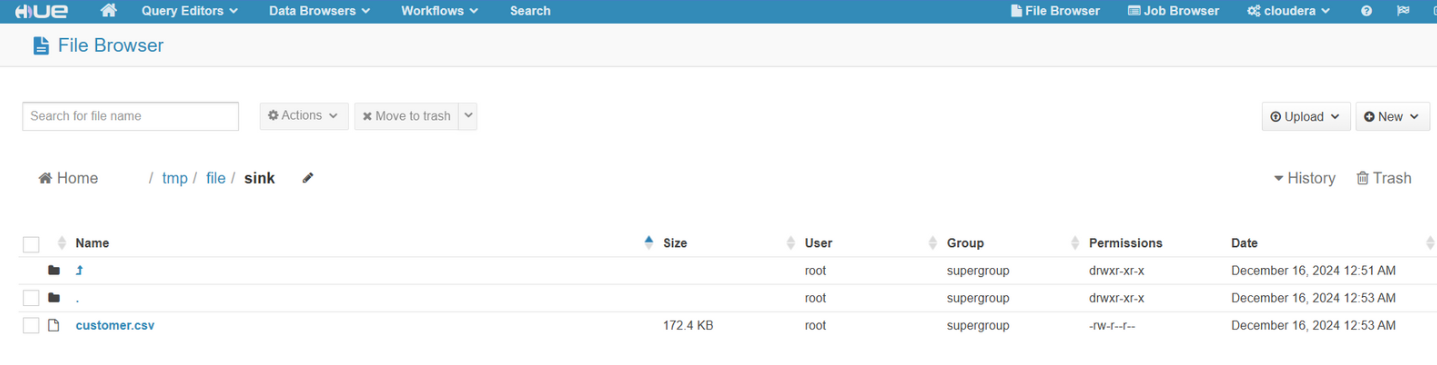 HUE Query Editors Data Browsers Workflows Search File Browser Job Browser cloudera
File Browser
Search for file name Actions Move to trash Upload New
Home / tmp / file / sink History Trash
Name Size User Group Permissions Date
root supergroup drwxr-xr-x December 16, 2024 12:51 AM
. root supergroup drwxr-xr-x December 16, 2024 12:53 AM
customer.csv 172.4 KB root supergroup -rw-r--r-- December 16, 2024 12:53 AM